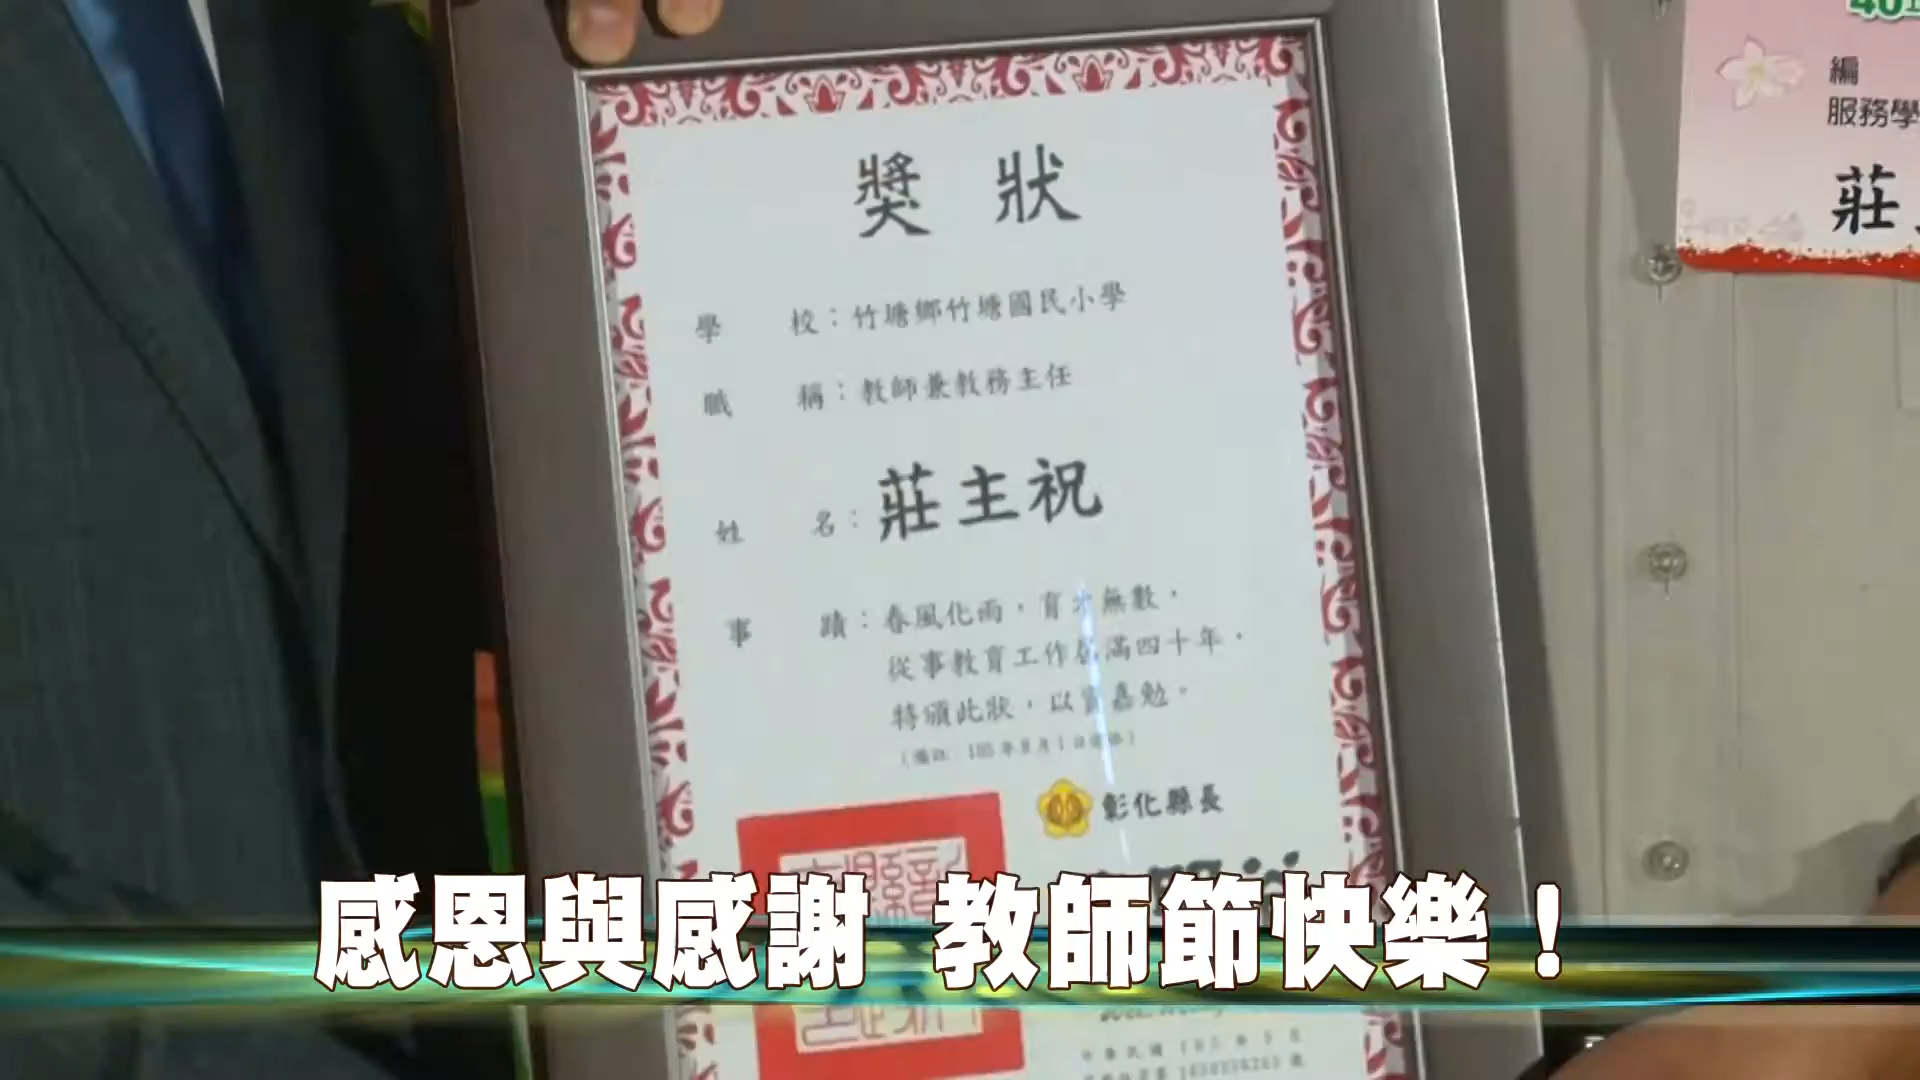 獎狀
學校：竹塘鄉竹塘國民小學
職稱：教師兼教務主任
姓名：莊主祝
事蹟：春風化雨，育才無數，
從事教育工作屆滿四十年，
特頒此狀，以資嘉勉。
彰化縣長
編
服務學
莊
感恩與感謝 教師節快樂！